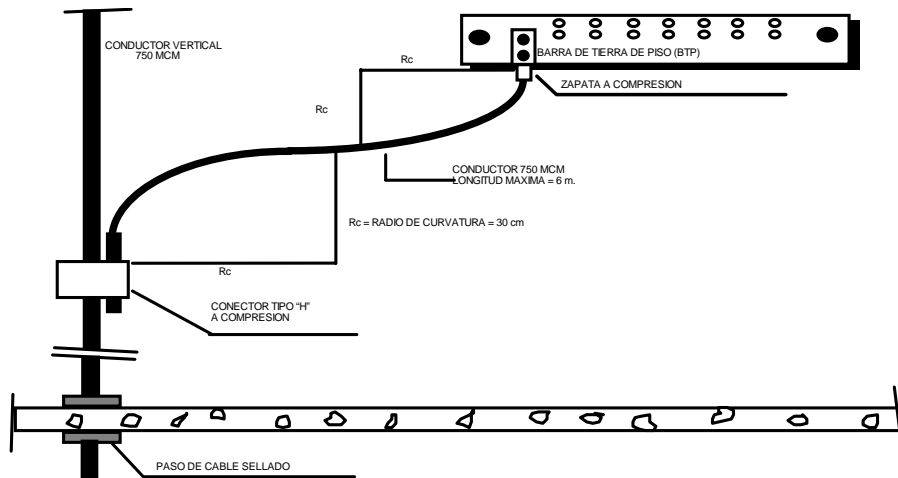 CONDUCTOR VERTICAL
750 MCM
Rc
BARRA DE TIERRA DE PISO (BTP)
ZAPATA A COMPRESION
Rc
CONDUCTOR 750 MCM
LONGITUD MAXIMA = 6 m.
Rc = RADIO DE CURVATURA = 30 cm
Rc
CONECTOR TIPO "H"
A COMPRESION
PASO DE CABLE SELLADO